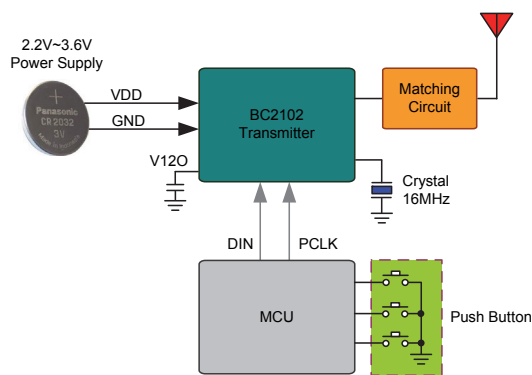 2.2V~3.6V
Power Supply
VDD
GND
V12O
Panasonic
CR 2032
3V
BC2102
Transmitter
Matching
Circuit
Crystal
16MHz
DIN
PCLK
MCU
Push Button